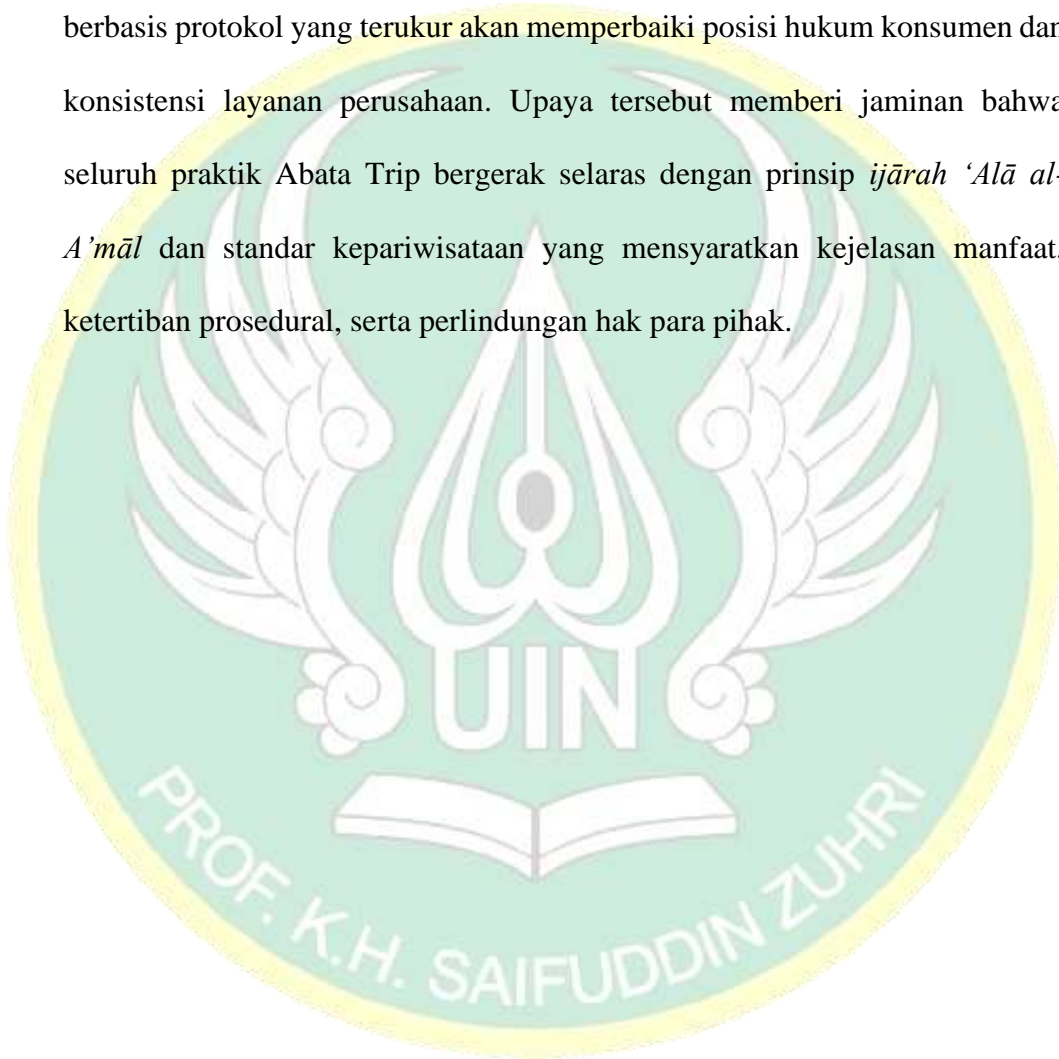 berbasis protokol yang terukur akan memperbaiki posisi hukum konsumen dan
konsistensi layanan perusahaan. Upaya tersebut memberi jaminan bahwa
seluruh praktik Abata Trip bergerak selaras dengan prinsip ijārah ‘Alā al-
A’māl dan standar kepariwisataan yang mensyaratkan kejelasan manfaat,
ketertiban prosedural, serta perlindungan hak para pihak.
UIN
PROF. K.H. SAIFUDDIN ZUHRI